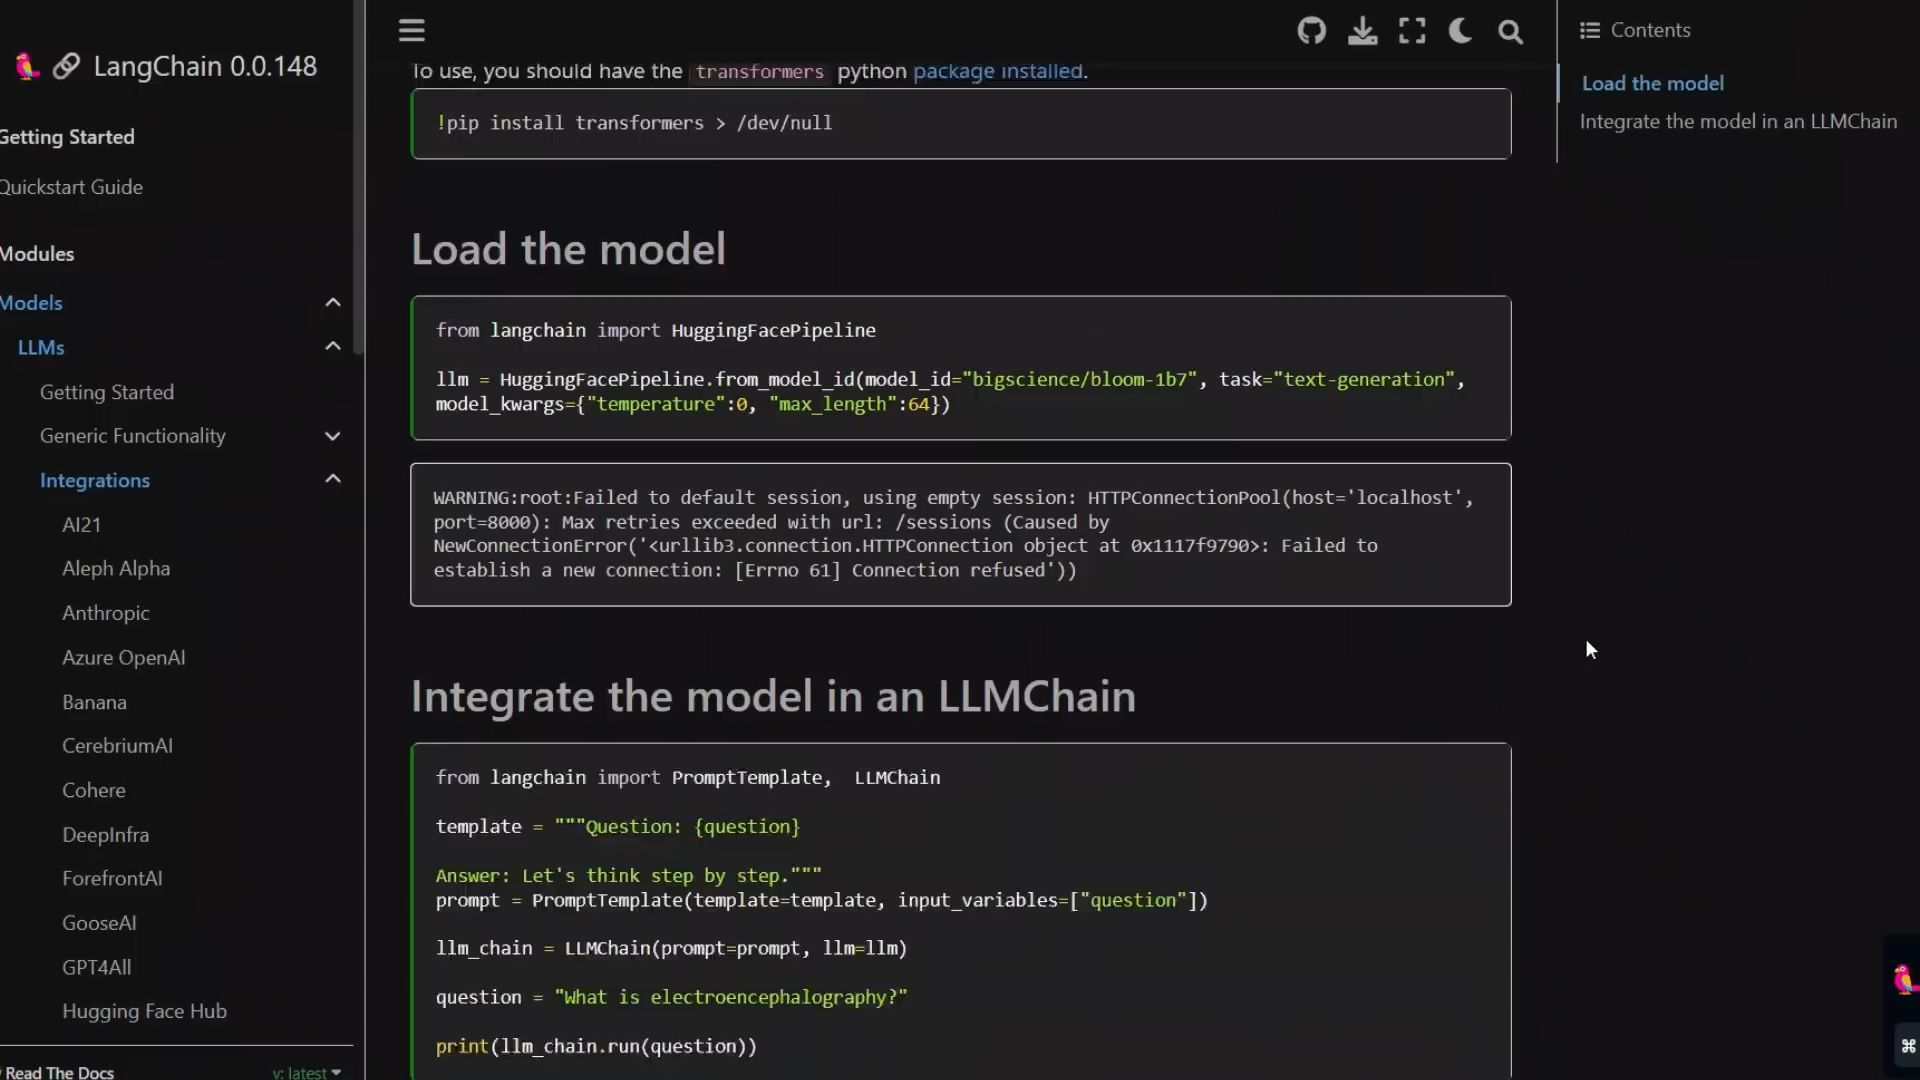 LangChain 0.0.148
Getting Started
Quickstart Guide
Modules
Models
LLMs
Getting Started
Generic Functionality
Integrations
AI21
Aleph Alpha
Anthropic
Azure OpenAI
Banana
CerebriumAI
Cohere
DeepInfra
ForefrontAI
GooseAI
GPT4All
Hugging Face Hub
Read The Docs
v: latest
To use, you should have the transformers python package installed.
!pip install transformers > /dev/null
Load the model
from langchain import HuggingFacePipeline
llm = HuggingFacePipeline.from_model_id(model_id="bigscience/bloom-1b7", task="text-generation",
model_kwargs={"temperature":0, "max_length":64})
WARNING:root:Failed to default session, using empty session: HTTPConnectionPool(host='localhost',
port=8000): Max retries exceeded with url: /sessions (Caused by
NewConnectionError('<urllib3.connection.HTTPConnection object at 0x1117f9790>: Failed to
establish a new connection: [Errno 61] Connection refused'))
Integrate the model in an LLMChain
from langchain import PromptTemplate,  LLMChain
template = """Question: {question}
Answer: Let's think step by step."""
prompt = PromptTemplate(template=template, input_variables=["question"])
llm_chain = LLMChain(prompt=prompt, llm=llm)
question = "What is electroencephalography?"
print(llm_chain.run(question))
Contents
Load the model
Integrate the model in an LLMChain